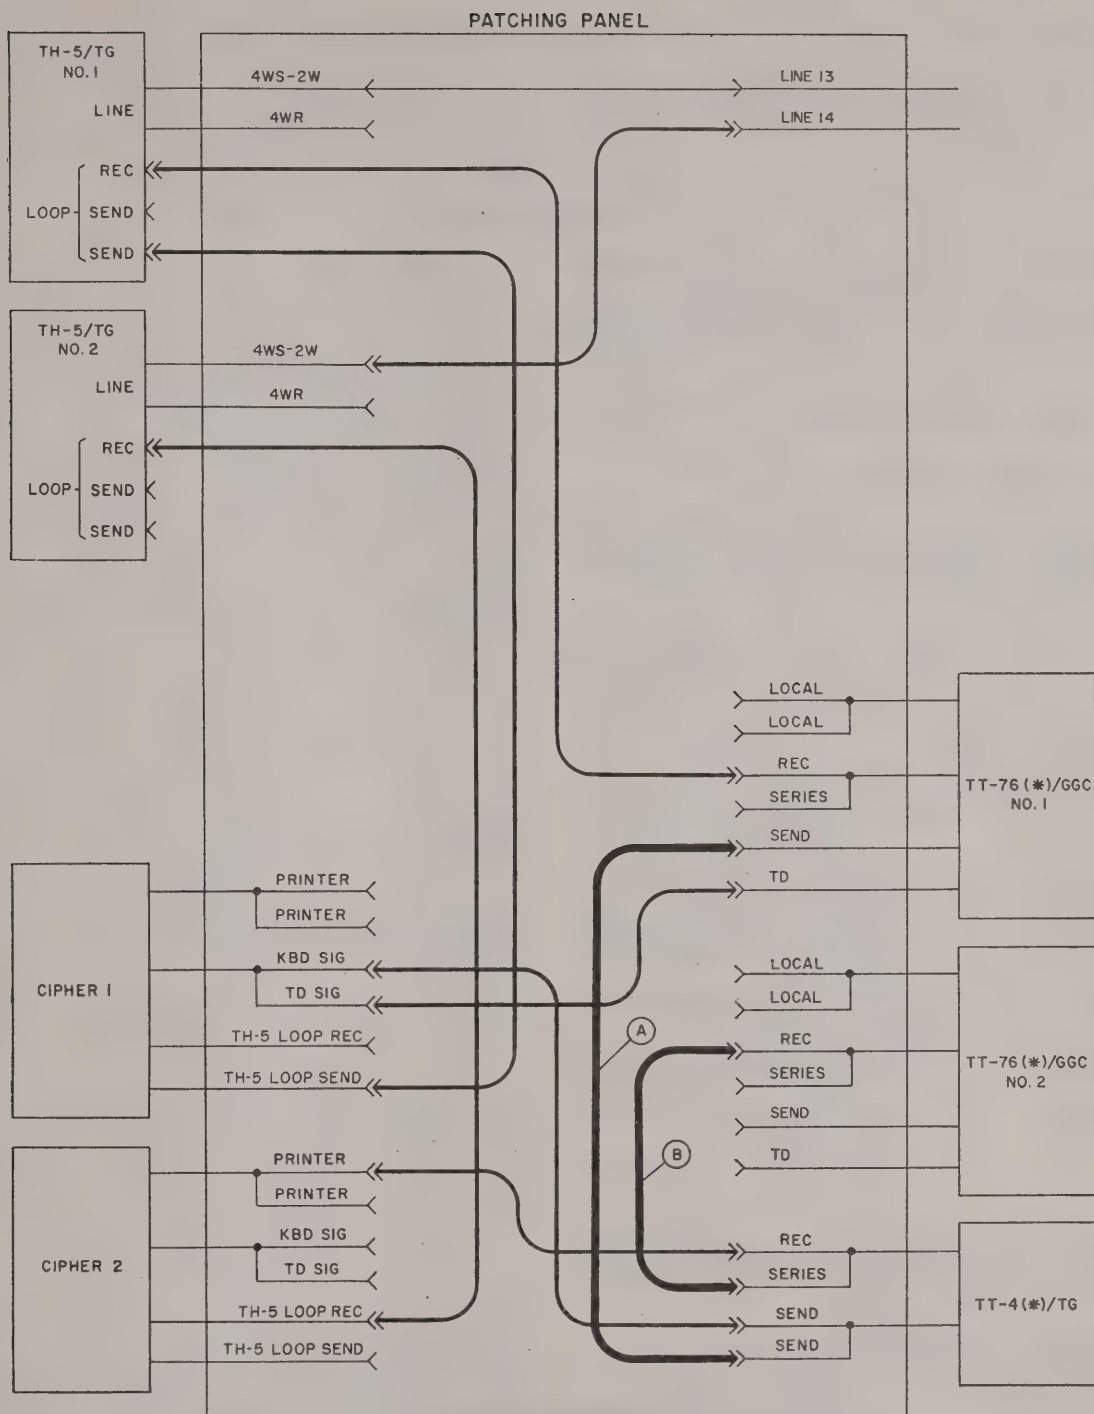 PATCHING PANEL
TH-5/TG
NO. 1
LINE
LOOP
REC
SEND
SEND
4WS-2W
4WR
LINE 13
LINE 14
TH-5/TG
NO. 2
LINE
LOOP
REC
SEND
SEND
4WS-2W
4WR
LOCAL
LOCAL
REC
SERIES
SEND
TD
TT-76(*)/GGC
NO. 1
CIPHER 1
PRINTER
PRINTER
KBD SIG
TD SIG
TH-5 LOOP REC
TH-5 LOOP SEND
A
B
LOCAL
LOCAL
REC
SERIES
SEND
TD
TT-76(*)/GGC
NO. 2
CIPHER 2
PRINTER
PRINTER
KBD SIG
TD SIG
TH-5 LOOP REC
TH-5 LOOP SEND
REC
SERIES
SEND
SEND
TT-4(*)/TG